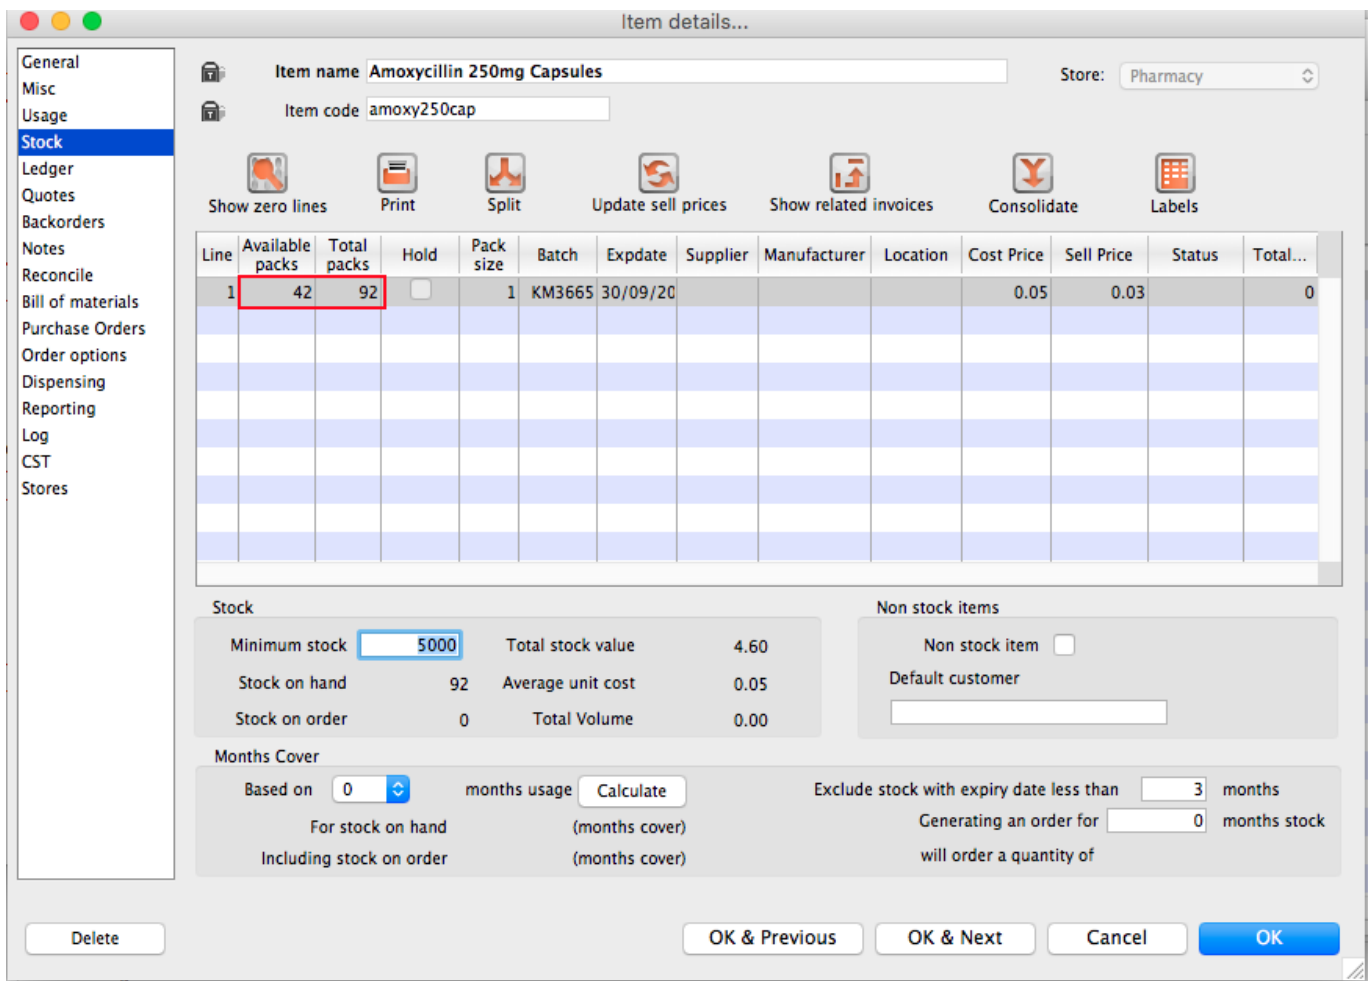 Item details...
General
Misc
Usage
Stock
Ledger
Quotes
Backorders
Notes
Reconcile
Bill of materials
Purchase Orders
Order options
Dispensing
Reporting
Log
CST
Stores
Item name Amoxycillin 250mg Capsules Store: Pharmacy
Item code amoxy250cap
Show zero lines Print Split Update sell prices Show related invoices Consolidate Labels
Line Available packs Total packs Hold Pack size Batch Expdate Supplier Manufacturer Location Cost Price Sell Price Status Total...
1 42 92 1 KM3665 30/09/20 0.05 0.03 0
Stock
Minimum stock 5000 Total stock value 4.60
Stock on hand 92 Average unit cost 0.05
Stock on order 0 Total Volume 0.00
Non stock items
Non stock item
Default customer
Months Cover
Based on 0 months usage Calculate
For stock on hand (months cover)
Including stock on order (months cover)
Exclude stock with expiry date less than 3 months
Generating an order for 0 months stock
will order a quantity of
Delete OK & Previous OK & Next Cancel OK